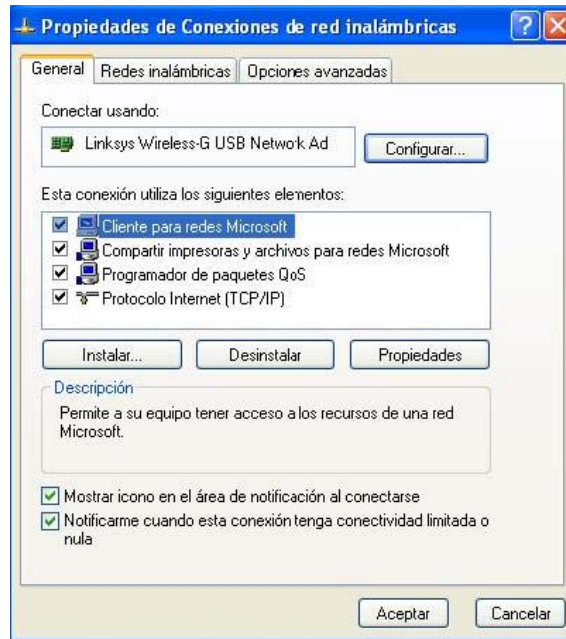 Propiedades de Conexiones de red inalámbricas
General
Redes inalámbricas
Opciones avanzadas
Conectar usando:
Linksys Wireless-G USB Network Ad
Configurar...
Esta conexión utiliza los siguientes elementos:
Cliente para redes Microsoft
Compartir impresoras y archivos para redes Microsoft
Programador de paquetes QoS
Protocolo Internet (TCP/IP)
Instalar...
Desinstalar
Propiedades
Descripción
Permite a su equipo tener acceso a los recursos de una red
Microsoft.
Mostrar icono en el área de notificación al conectarse
Notificarme cuando esta conexión tenga conectividad limitada o
nula
Aceptar
Cancelar